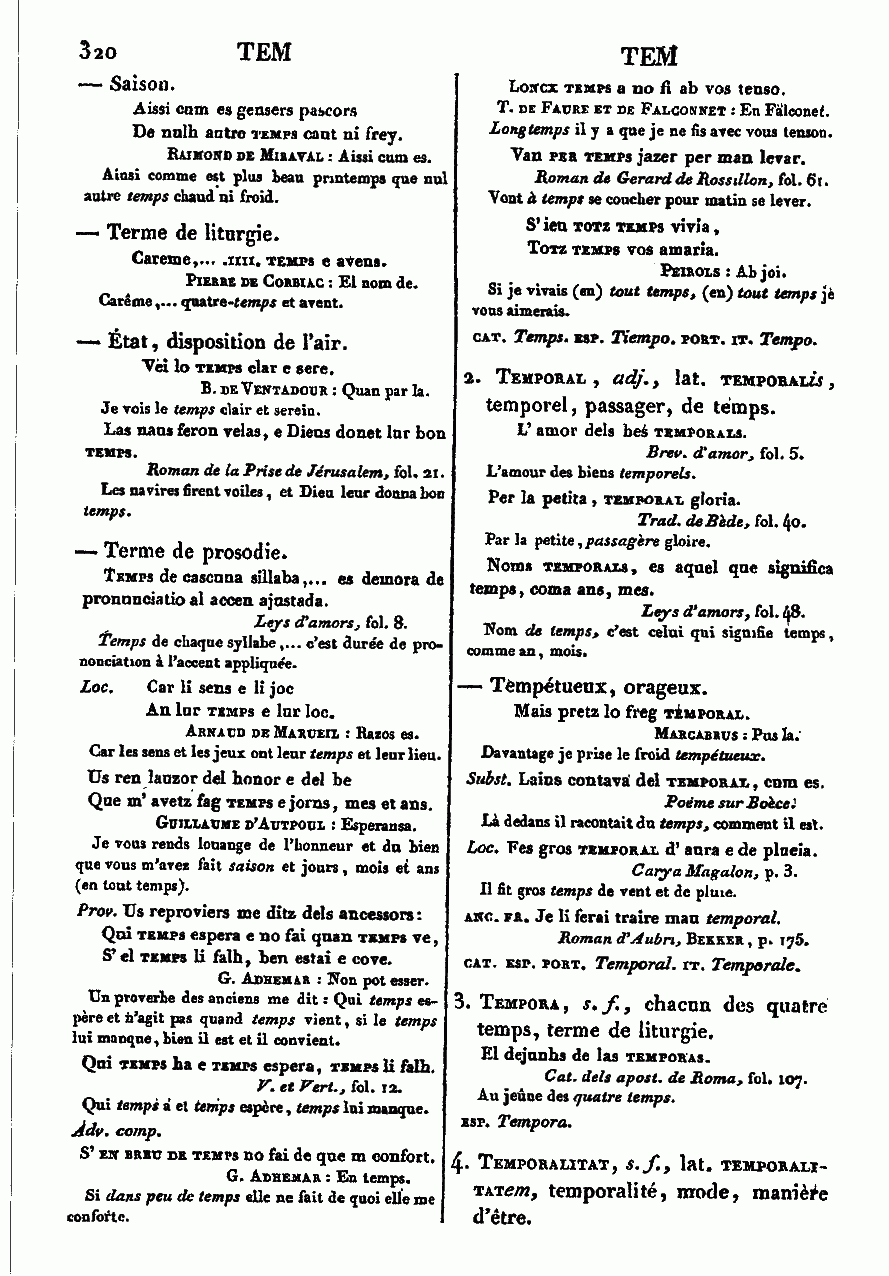 320 TEM
— Saison.
Aissi cum es gensers pascors
De nulh autre TEMPS caut ni frey.
RAIMOND DE MIRAVAL : Aissi cum es.
Ainsi comme est plus beau printemps que nul
autre temps chaud ni froid.
— Terme de liturgie.
Careme,... .IIII. TEMPS e avens.
PIERRE DE CORBIAC : El nom de.
Carême,... quatre-temps et avent.
— État, disposition de l'air.
Vei lo TEMPS clar e sere.
B. DE VENTADOUR : Quan par la.
Je vois le temps clair et serein.
Las naus feron velas, e Dieus donet lur bon
TEMPS.
Roman de la Prise de Jérusalem, fol. 21.
Les navires firent voiles, et Dieu leur donna bon
temps.
— Terme de prosodie.
TEMPS de cascuna sillaba,... es demora de
pronunciatio al accen ajustada.
Leys d'amors, fol. 8.
Temps de chaque syllabe,... c'est durée de pro-
nonciation à l'accent appliquée.
Loc. Car li sens e li joc
An lur TEMPS e lur loc.
ARNAUD DE MARUEIL : Razos es.
Car les sens et les jeux ont leur temps et leur lieu.
Us ren lauzor del honor e del be
Que m' avetz fag TEMPS e jorns, mes et ans.
GUILLAUME D'AUTPOUL : Esperansa.
Je vous rends louange de l'honneur et du bien
que vous m'avez fait saison et jours, mois et ans
(en tout temps).
Prov. Us reproviers me ditz dels ancessors :
Qui TEMPS espera e no fai quan TEMPS ve,
S' el TEMPS li falh, ben estai e cove.
G. ADHEMAR : Non pot esser.
Un proverbe des anciens me dit : Qui temps es-
père et n'agit pas quand temps vient, si le temps
lui manque, bien il est et il convient.
Qui TEMPS ha e TEMPS espera, TEMPS li falh.
V. et Vert., fol. 12.
Qui temps a et temps espère, temps lui manque.
Adv. comp.
S' EN BREU DE TEMPS no fai de que m confort.
G. ADHEMAR : En temps.
Si dans peu de temps elle ne fait de quoi elle me
conforte.
TEM
LONCX TEMPS a no fi ab vos tenso.
T. DE FAURE ET DE FALCONNET : En Falconet.
Longtemps il y a que je ne fis avec vous tenson.
Van PER TEMPS jazer per man levar.
Roman de Gerard de Rossillon, fol. 61.
Vont à temps se coucher pour matin se lever.
S' ieu TOTZ TEMPS vivia,
TOTZ TEMPS vos amaria.
PEIROLS : Ab joi.
Si je vivais (en) tout temps, (en) tout temps je
vous aimerais.
CAT. Temps. ESP. Tiempo. PORT. IT. Tempo.
2. TEMPORAL, adj., lat. TEMPORALis,
temporel, passager, de temps.
L' amor dels bes TEMPORALS.
Brev. d'amor, fol. 5.
L'amour des biens temporels.
Per la petita, TEMPORAL gloria.
Trad. de Bède, fol. 40.
Par la petite, passagère gloire.
Noms TEMPORALS, es aquel que significa
temps, coma ans, mes.
Leys d'amors, fol. 48.
Nom de temps, c'est celui qui signifie temps,
comme an, mois.
— Tempétueux, orageux.
Mais pretz lo freg TEMPORAL.
MARCABRUS : Pus la.
Davantage je prise le froid tempétueux.
Subst. Lains contava del TEMPORAL, cum es.
Poëme sur Boèce.
Là dedans il racontait du temps, comment il est.
Loc. Fes gros TEMPORAL d' aura e de plueia.
Carya Magalon, p. 3.
Il fit gros temps de vent et de pluie.
ANC. FR. Je li ferai traire mau temporal.
Roman d'Aubri, BEKKER, p. 175.
CAT. ESP. PORT. Temporal. IT. Temporale.
3. TEMPORA, s. f., chacun des quatre
temps, terme de liturgie.
El dejunhs de las TEMPORAS.
Cat. dels apost. de Roma, fol. 107.
Au jeûne des quatre temps.
ESP. Tempora.
4. TEMPORALITAT, s. f., lat. TEMPORALI-
TATem, temporalité, mode, manière
d'être.